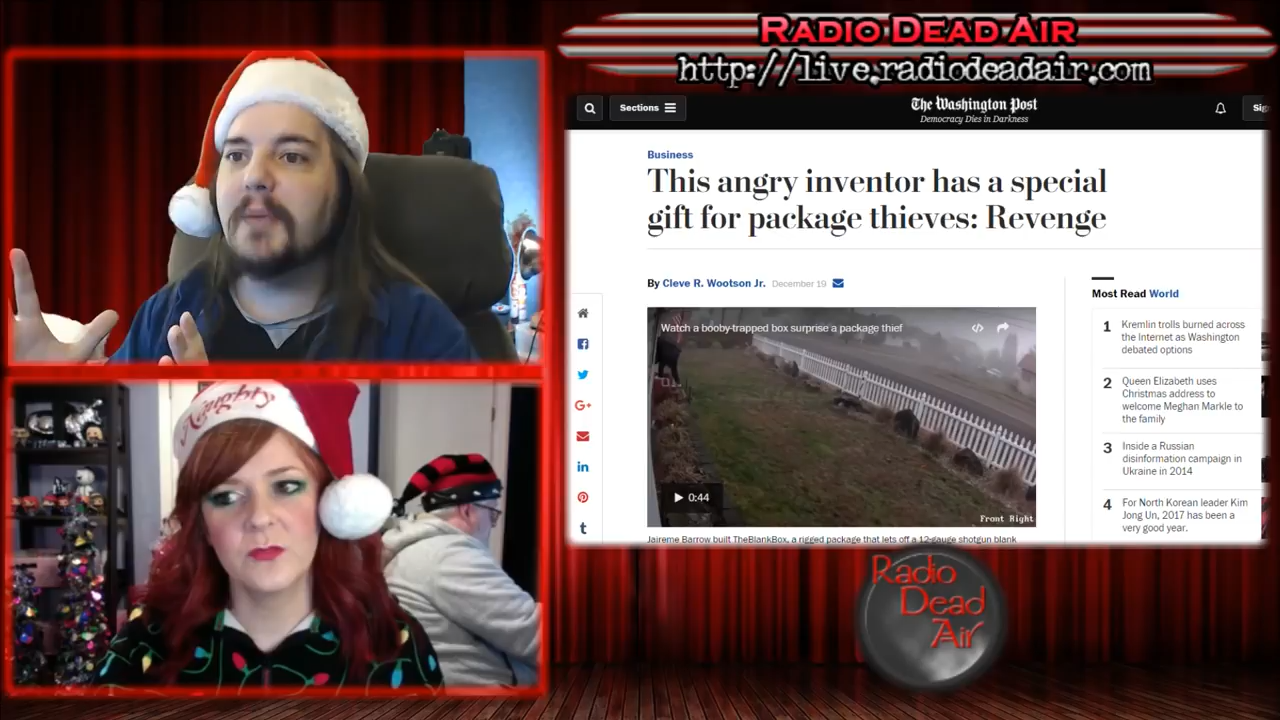 RADIO DEAD AIR
http://live.radiodeadair.com
Sections
The Washington Post
Democracy Dies in Darkness
Business
This angry inventor has a special
gift for package thieves: Revenge
By Cleve R. Wootson Jr. December 19
Watch a booby-trapped box surprise a package thief
0:44
Front Right
Jaireme Barrow built TheBlankBox, a rigged package that lets off a 12-gauge shotgun blank
Most Read World
1 Kremlin trolls burned across
the Internet as Washington
debated options
2 Queen Elizabeth uses
Christmas address to
welcome Meghan Markle to
the family
3 Inside a Russian
disinformation campaign in
Ukraine in 2014
4 For North Korean leader Kim
Jong Un, 2017 has been a
very good year.
Naughty
Radio
Dead
Air